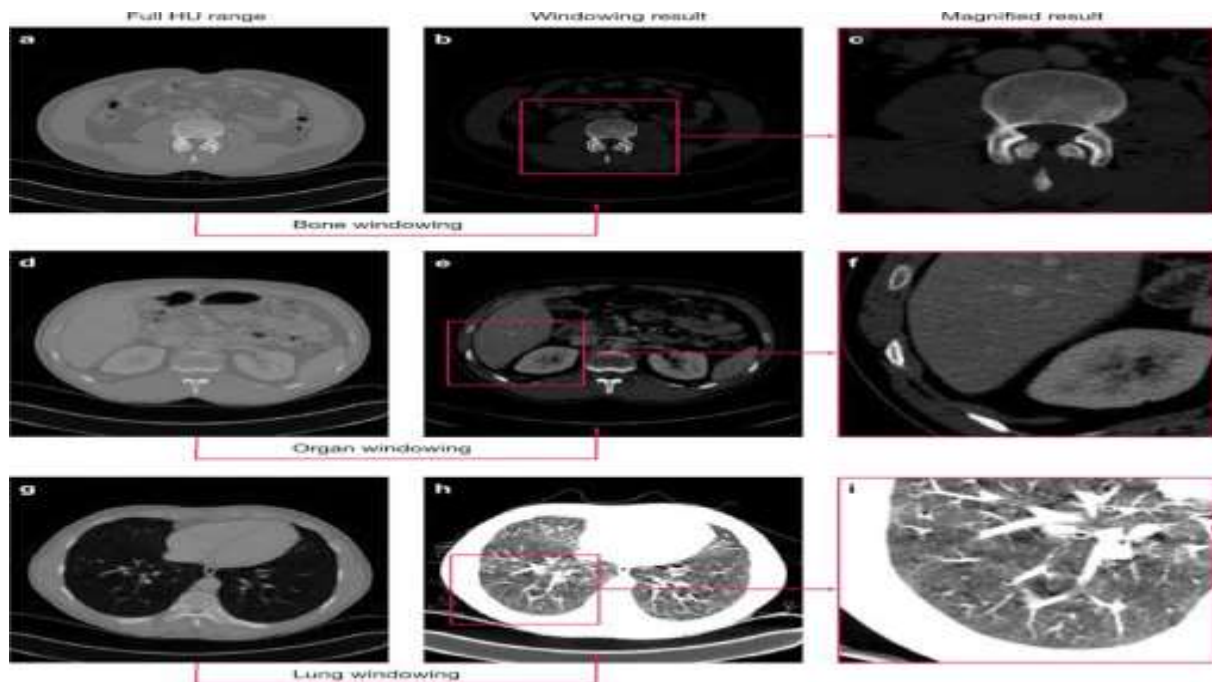 Full HU range
Windowing result
Magnified result
a
b
c
Bone windowing
d
e
f
Organ windowing
g
h
i
Lung windowing